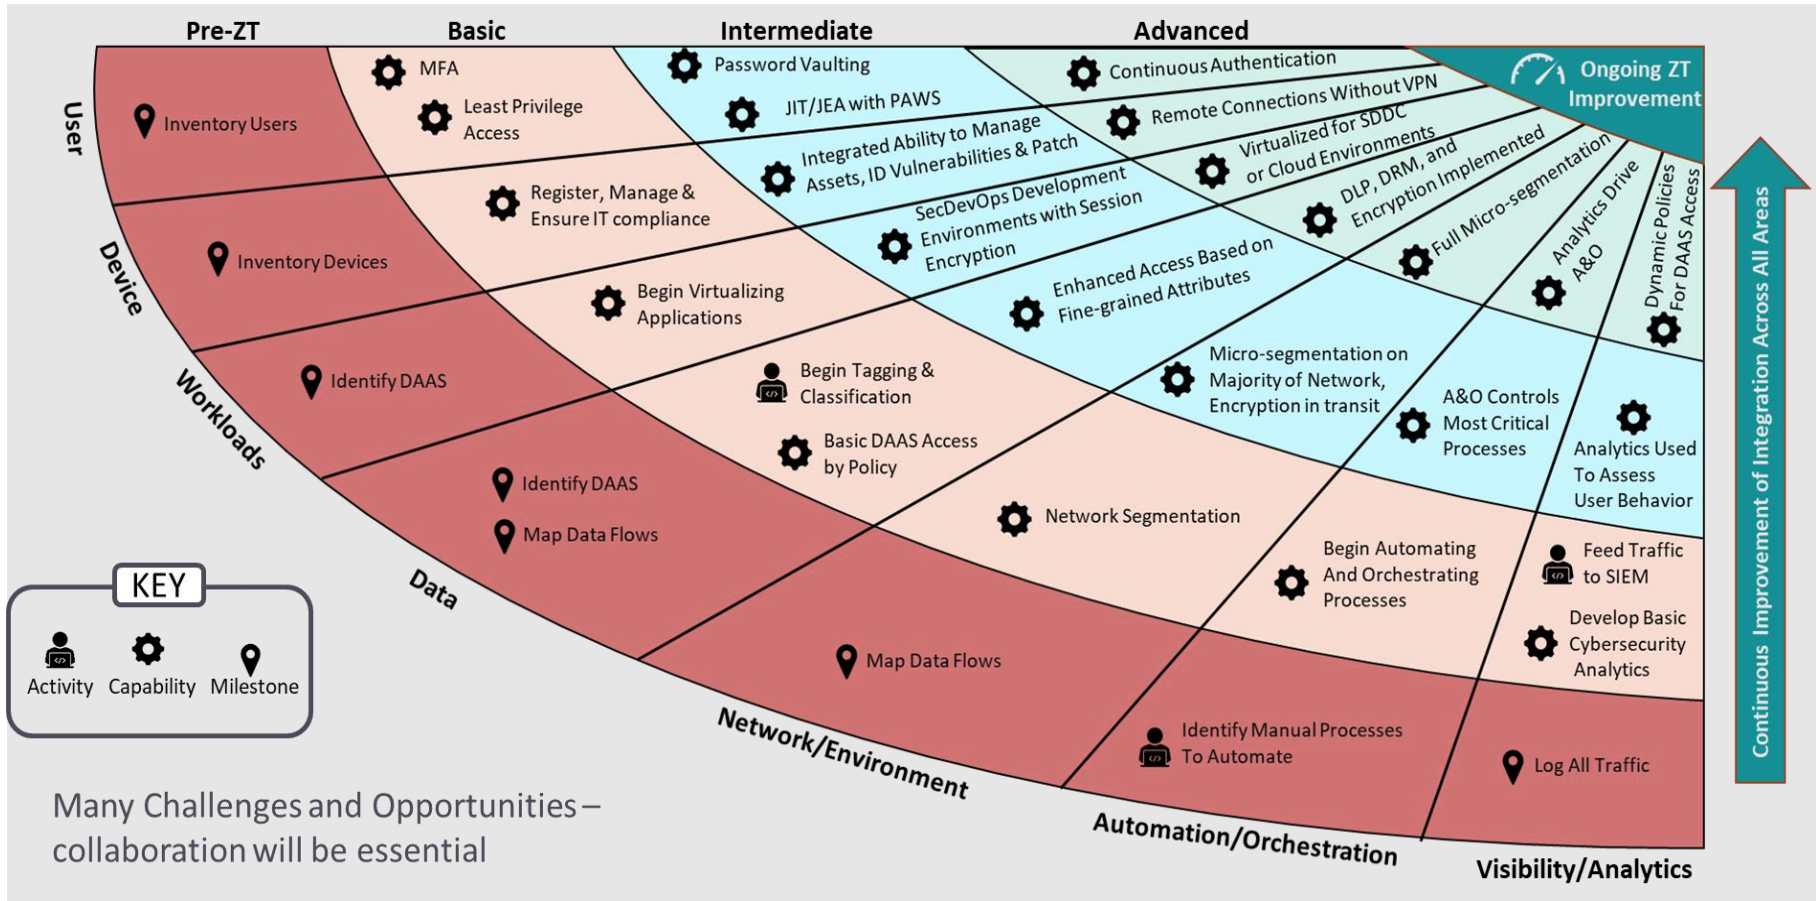 Pre-ZT
Basic
Intermediate
Advanced
User
Inventory Users
MFA
Least Privilege
Access
Password Vaulting
JIT/JEA with PAWS
Continuous Authentication
Ongoing ZT
Improvement
Device
Inventory Devices
Register, Manage &
Ensure IT compliance
Integrated Ability to Manage
Assets, ID Vulnerabilities & Patch
Remote Connections Without VPN
Workloads
Identify DAAS
Begin Virtualizing
Applications
SecDevOps Development
Environments with Session
Encryption
Virtualized for SDDC
or Cloud Environments
Data
Identify DAAS
Map Data Flows
Begin Tagging &
Classification
Basic DAAS Access
by Policy
Enhanced Access Based on
Fine-grained Attributes
DLP, DRM, and
Encryption Implemented
Network/Environment
Map Data Flows
Network Segmentation
Micro-segmentation on
Majority of Network,
Encryption in transit
Full Micro-segmentation
Automation/Orchestration
Identify Manual Processes
To Automate
Begin Automating
And Orchestrating
Processes
A&O Controls
Most Critical
Processes
Analytics Drive
A&O
Visibility/Analytics
Log All Traffic
Feed Traffic
to SIEM
Develop Basic
Cybersecurity
Analytics
Analytics Used
To Assess
User Behavior
Dynamic Policies
For DAAS Access
Continuous Improvement of Integration Across All Areas
KEY
Activity
Capability
Milestone
Many Challenges and Opportunities –
collaboration will be essential